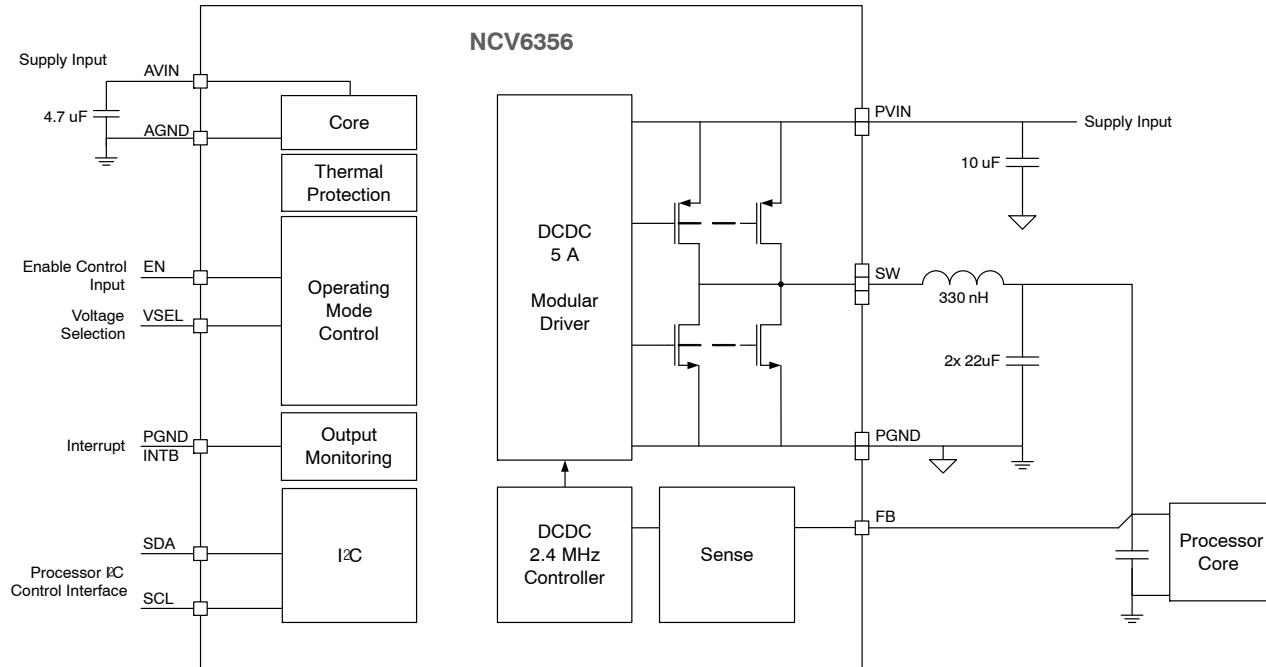 NCV6356
Supply Input
AVIN
4.7 uF
AGND
Core
Thermal
Protection
Enable Control
Input
EN
Voltage
Selection
VSEL
Operating
Mode
Control
Interrupt
PGND
INTB
Output
Monitoring
SDA
Processor I2C
Control Interface
SCL
I2C
DCDC
5 A
Modular
Driver
DCDC
2.4 MHz
Controller
Sense
PVIN
Supply Input
10 uF
SW
330 nH
2x 22uF
PGND
FB
Processor
Core